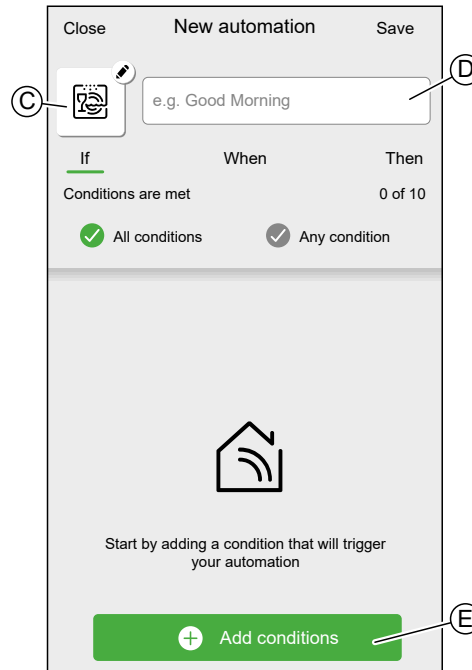 Close New automation Save
C
D
e.g. Good Morning
If When Then
Conditions are met 0 of 10
All conditions Any condition
Start by adding a condition that will trigger
your automation
Add conditions
E